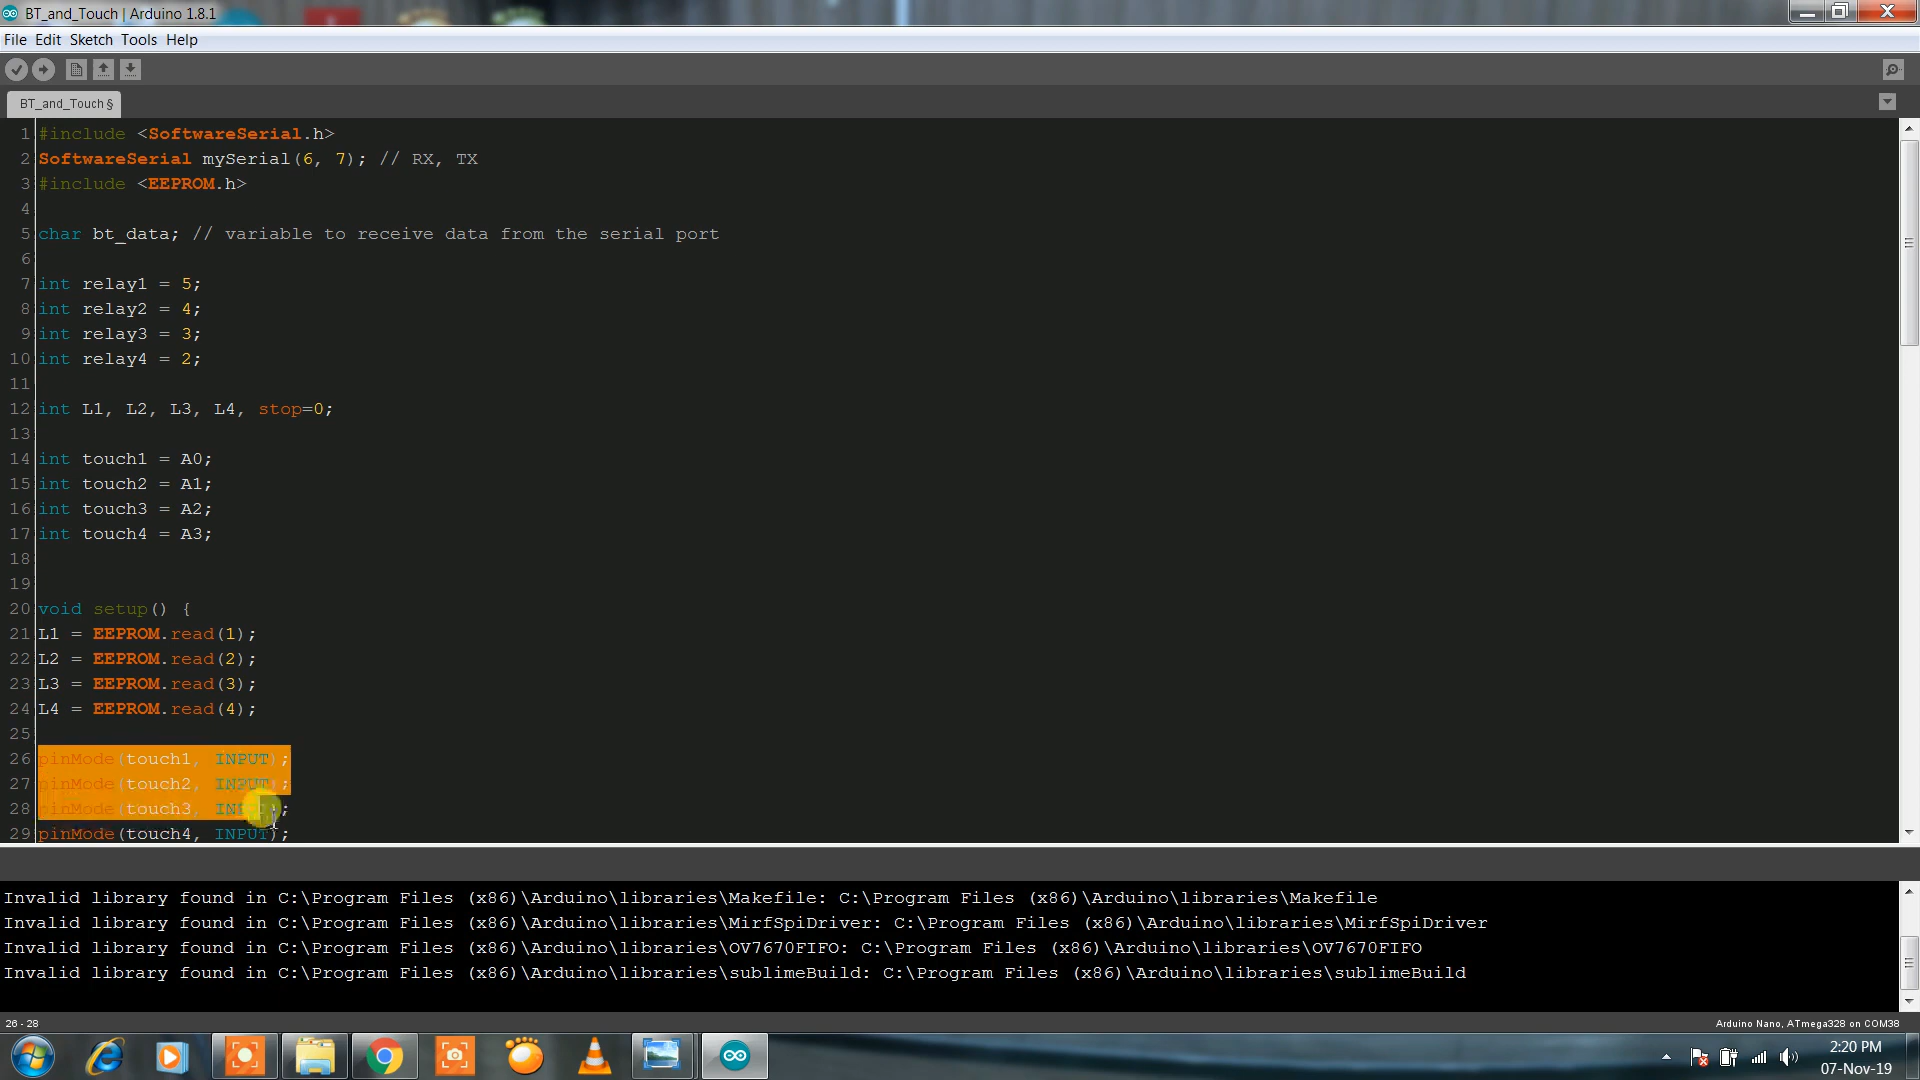 BT_and_Touch | Arduino 1.8.1
File Edit Sketch Tools Help
BT_and_Touch §
1 #include <SoftwareSerial.h>
2 SoftwareSerial mySerial(6, 7); // RX, TX
3 #include <EEPROM.h>
4
5 char bt_data; // variable to receive data from the serial port
6
7 int relay1 = 5;
8 int relay2 = 4;
9 int relay3 = 3;
10 int relay4 = 2;
11
12 int L1, L2, L3, L4, stop=0;
13
14 int touch1 = A0;
15 int touch2 = A1;
16 int touch3 = A2;
17 int touch4 = A3;
18
19
20 void setup() {
21 L1 = EEPROM.read(1);
22 L2 = EEPROM.read(2);
23 L3 = EEPROM.read(3);
24 L4 = EEPROM.read(4);
25
26 pinMode(touch1, INPUT);
27 pinMode(touch2, INPUT);
28 pinMode(touch3, INPUT);
29 pinMode(touch4, INPUT);
Invalid library found in C:\Program Files (x86)\Arduino\libraries\Makefile: C:\Program Files (x86)\Arduino\libraries\Makefile
Invalid library found in C:\Program Files (x86)\Arduino\libraries\MirfSpiDriver: C:\Program Files (x86)\Arduino\libraries\MirfSpiDriver
Invalid library found in C:\Program Files (x86)\Arduino\libraries\OV7670FIFO: C:\Program Files (x86)\Arduino\libraries\OV7670FIFO
Invalid library found in C:\Program Files (x86)\Arduino\libraries\sublimeBuild: C:\Program Files (x86)\Arduino\libraries\sublimeBuild
26 - 28
Arduino Nano, ATmega328 on COM38
2:20 PM
07-Nov-19